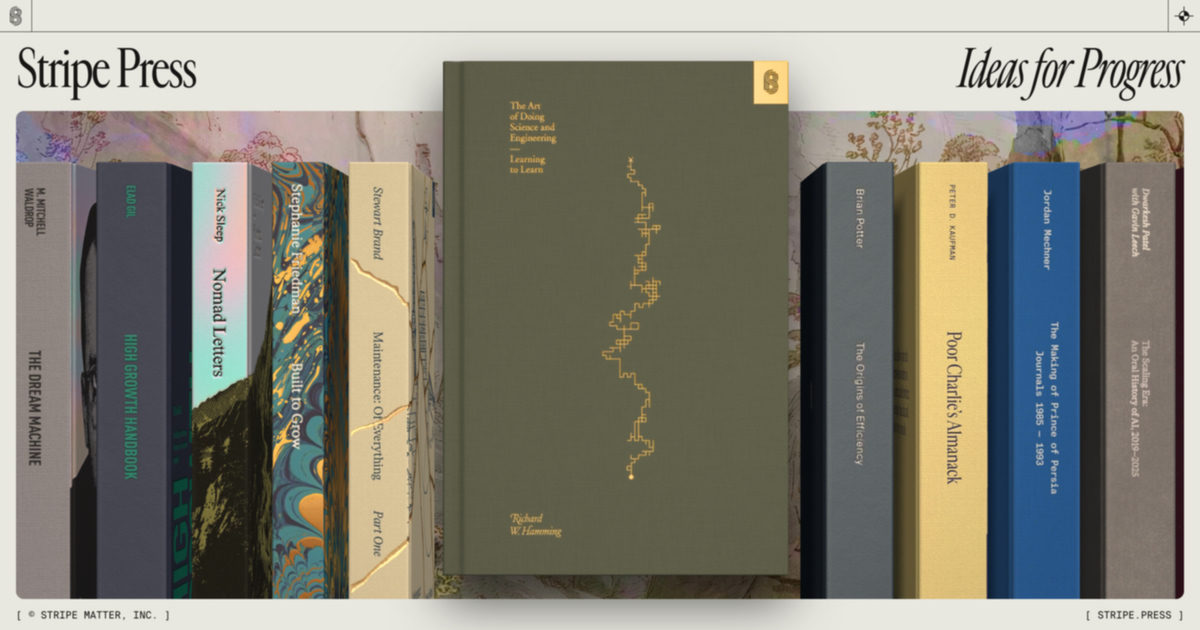 Stripe Press
Ideas for Progress
M. MITCHELL
WALDROP
THE DREAM MACHINE
ELAD GIL
HIGH GROWTH HANDBOOK
Nick Sleep
Nomad Letters
Stephanie Friedman
Built to Grow
Stewart Brand
Maintenance: Of Everything
Part One
The Art
of Doing
Science and
Engineering
—
Learning
to Learn
Richard
W. Hamming
Brian Potter
The Origins of Efficiency
PETER D. KAUFMAN
Poor Charlie's Almanack
Jordan Mechner
The Making of Prince of Persia
Journals 1985 – 1993
Dwarkesh Patel
with Gavin Leech
The Scaling Era:
An Oral History of AI, 2019–2025
[ © STRIPE MATTER, INC. ]
[ STRIPE.PRESS ]